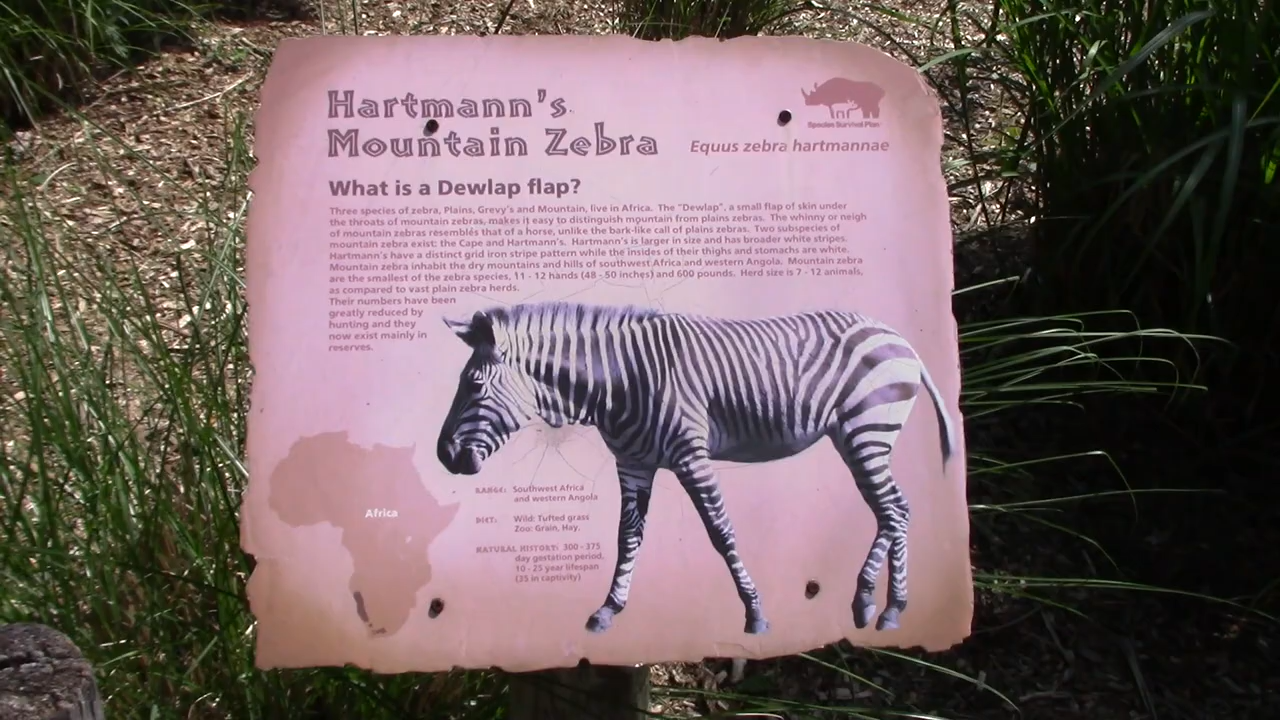 Hartmann's
Mountain Zebra
Species Survival Plan
Equus zebra hartmannae
What is a Dewlap flap?
Three species of zebra, Plains, Grevy's and Mountain, live in Africa. The "Dewlap", a small flap of skin under
the throats of mountain zebras, makes it easy to distinguish mountain from plains zebras. The whinny or neigh
of mountain zebras resembles that of a horse, unlike the bark-like call of plains zebras. Two subspecies of
mountain zebra exist: the Cape and Hartmann's. Hartmann's is larger in size and has broader white stripes.
Hartmann's have a distinct grid iron stripe pattern while the insides of their thighs and stomachs are white.
Mountain zebra inhabit the dry mountains and hills of southwest Africa and western Angola. Mountain zebra
are the smallest of the zebra species, 11 - 12 hands (48 - 50 inches) and 600 pounds. Herd size is 7 - 12 animals,
as compared to vast plain zebra herds.
Their numbers have been
greatly reduced by
hunting and they
now exist mainly in
reserves.
Africa
RANGE: Southwest Africa
and western Angola
DIET: Wild: Tufted grass
Zoo: Grain, Hay,
NATURAL HISTORY: 300 - 375
day gestation period,
10 - 25 year lifespan
(35 in captivity)